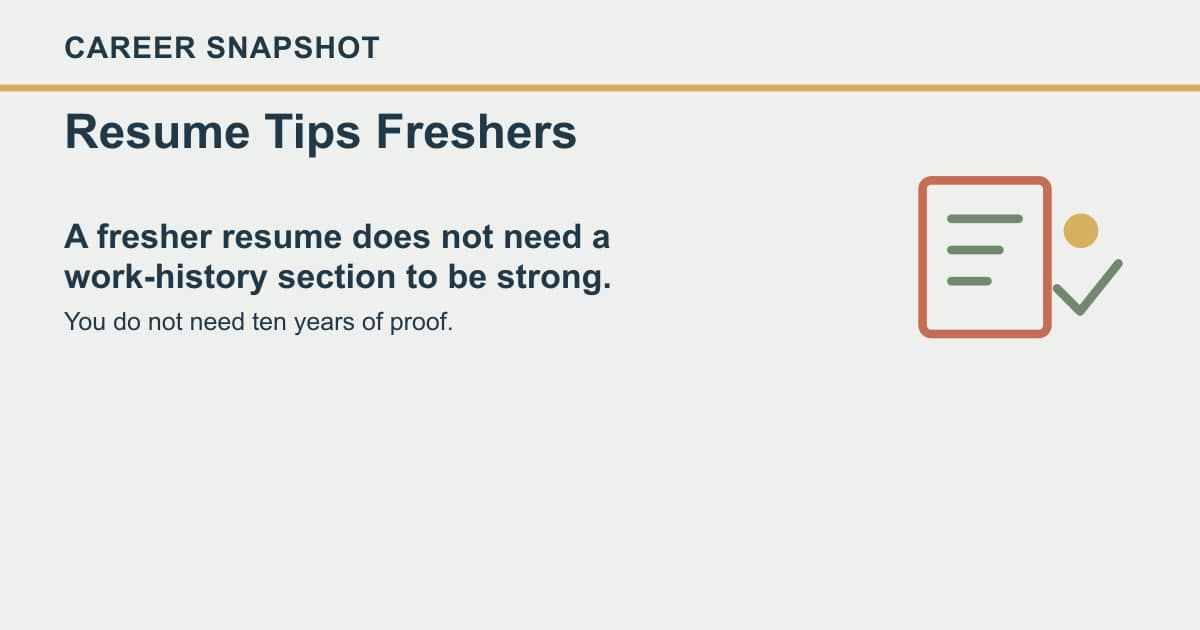 CAREER SNAPSHOT
Resume Tips Freshers
A fresher resume does not need a
work-history section to be strong.
You do not need ten years of proof.